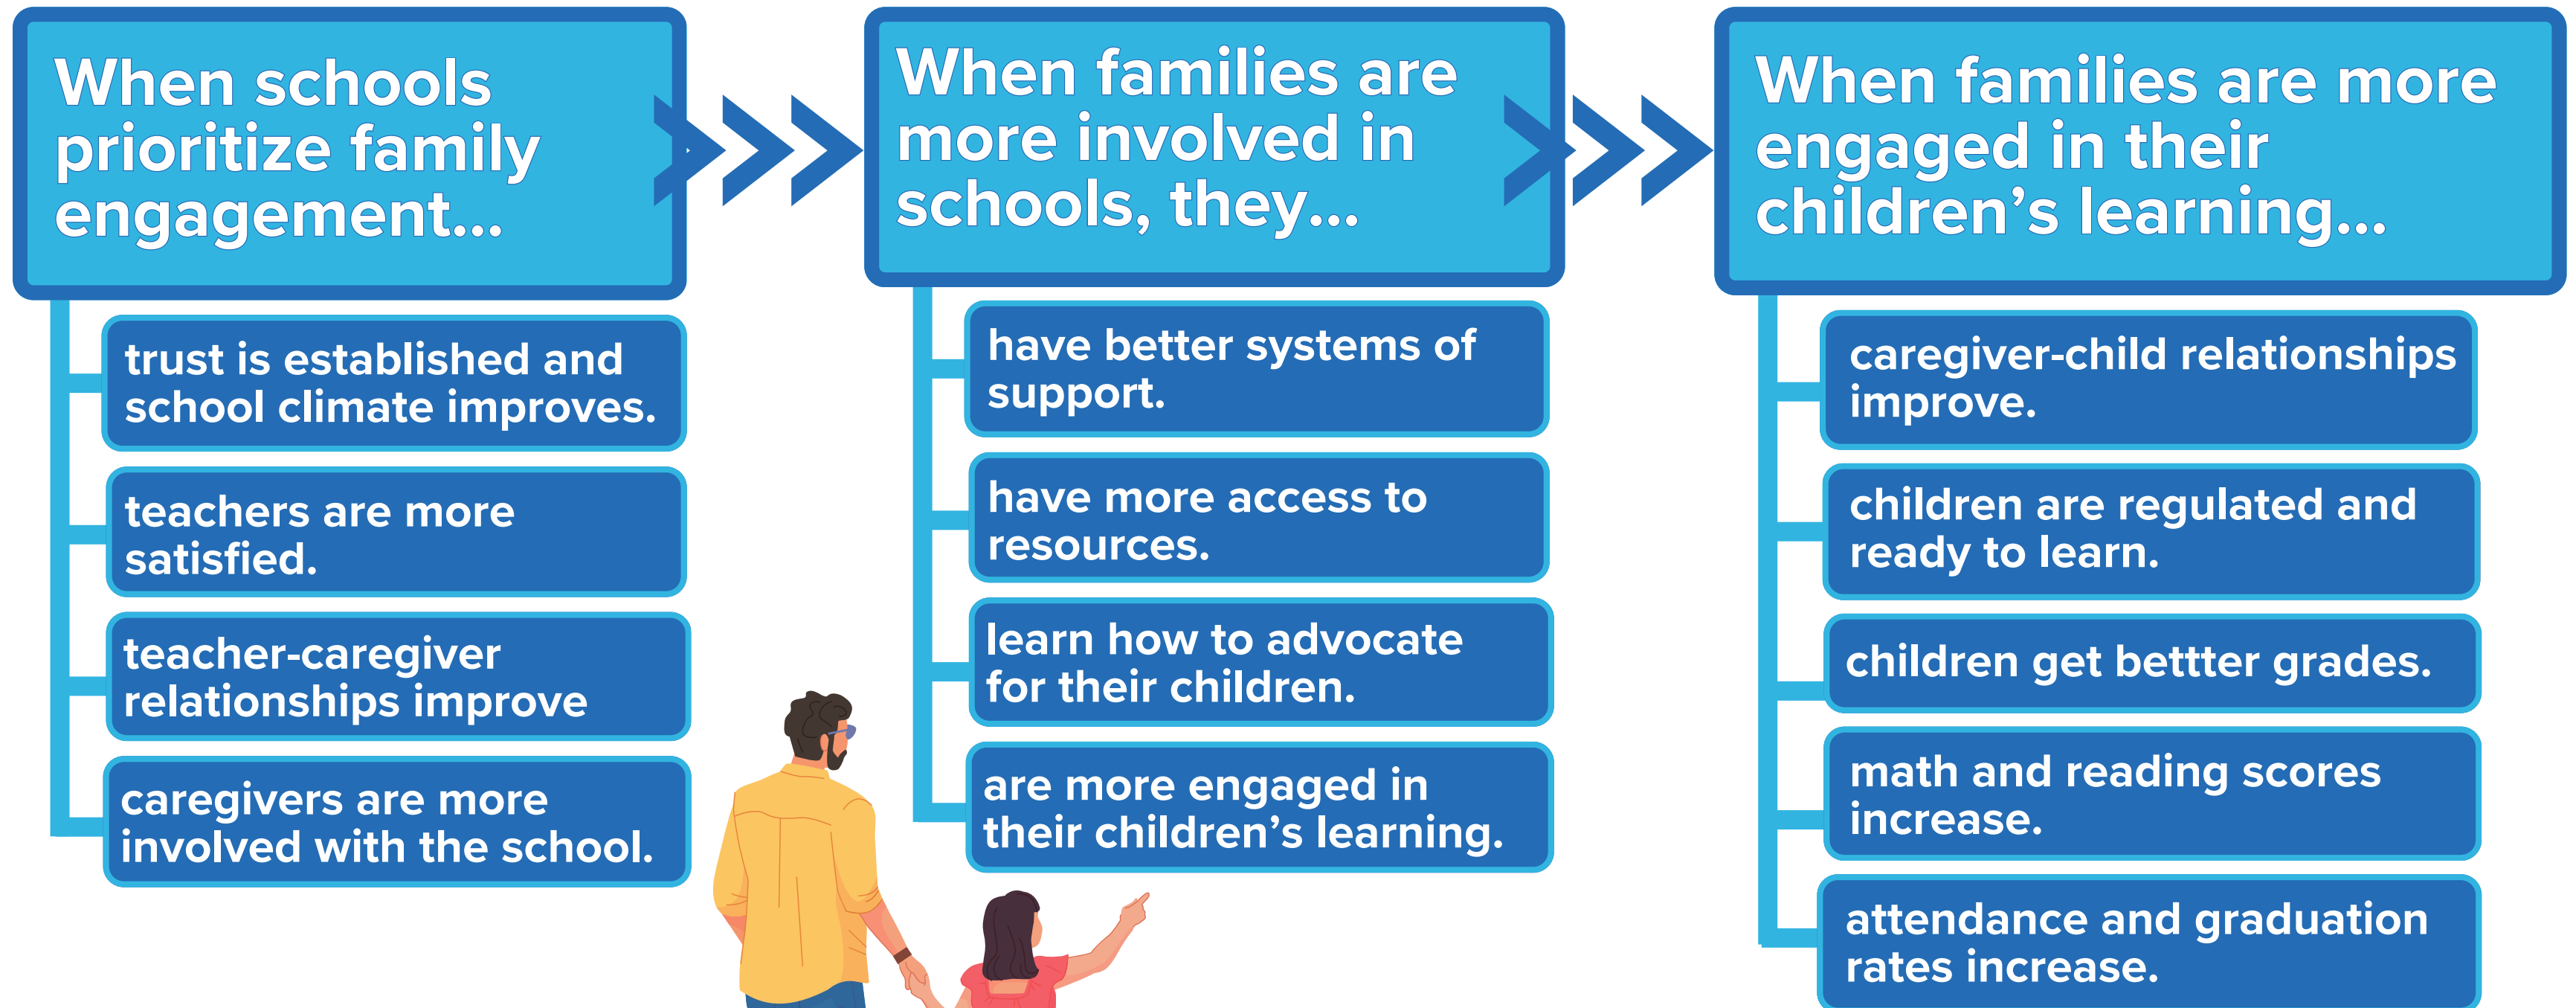 When schools
prioritize family
engagement...
trust is established and
school climate improves.
teachers are more
satisfied.
teacher-caregiver
relationships improve
caregivers are more
involved with the school.
When families are
more involved in
schools, they...
have better systems of
support.
have more access to
resources.
learn how to advocate
for their children.
are more engaged in
their children’s learning.
When families are more
engaged in their
children’s learning...
caregiver-child relationships
improve.
children are regulated and
ready to learn.
children get bettter grades.
math and reading scores
increase.
attendance and graduation
rates increase.